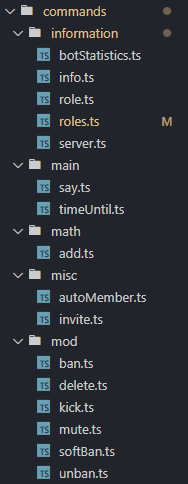 commands
information
TS botStatistics.ts
TS info.ts
TS role.ts
TS roles.ts M
TS server.ts
main
TS say.ts
TS timeUntil.ts
math
TS add.ts
misc
TS autoMember.ts
TS invite.ts
mod
TS ban.ts
TS delete.ts
TS kick.ts
TS mute.ts
TS softBan.ts
TS unban.ts